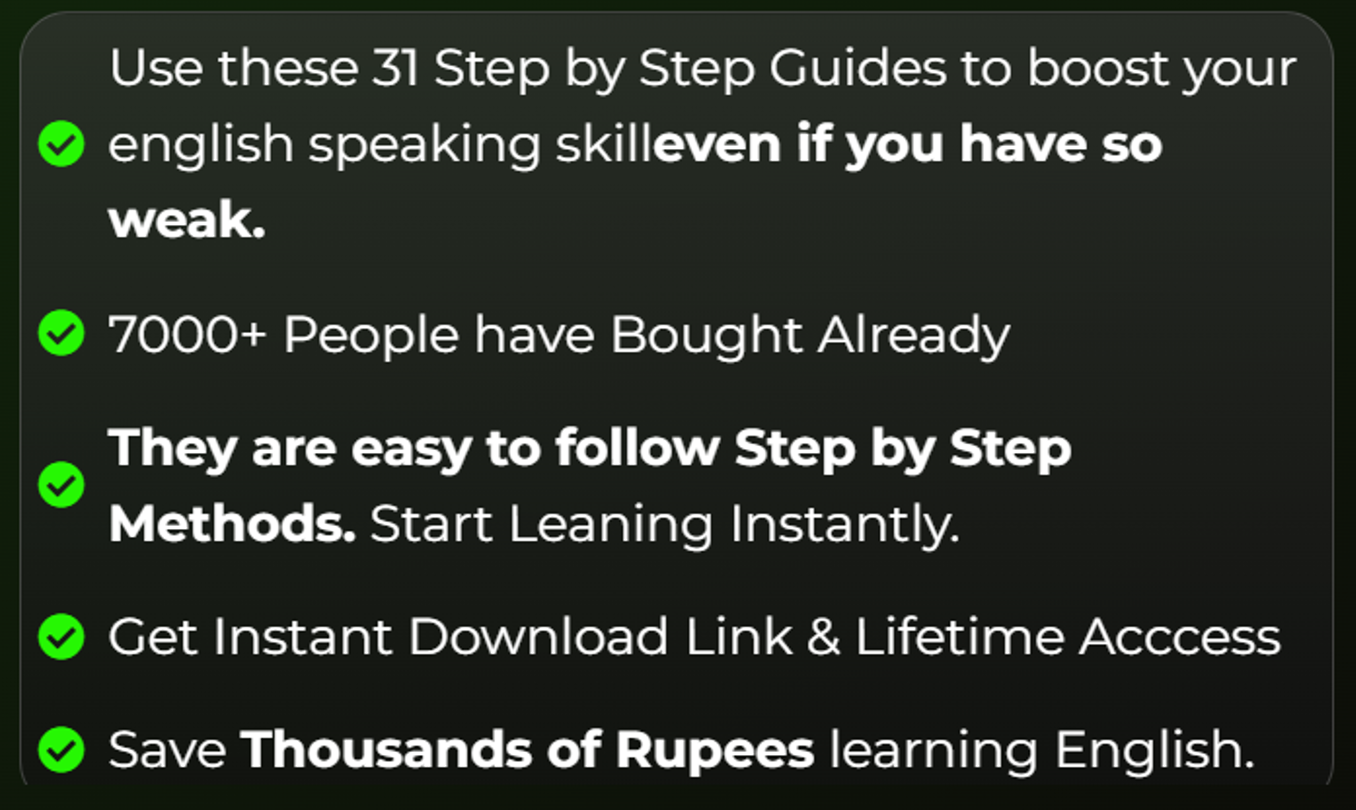 Use these 31 Step by Step Guides to boost your
english speaking skilleven if you have so
weak.
7000+ People have Bought Already
They are easy to follow Step by Step
Methods. Start Leaning Instantly.
Get Instant Download Link & Lifetime Acccess
Save Thousands of Rupees learning English.